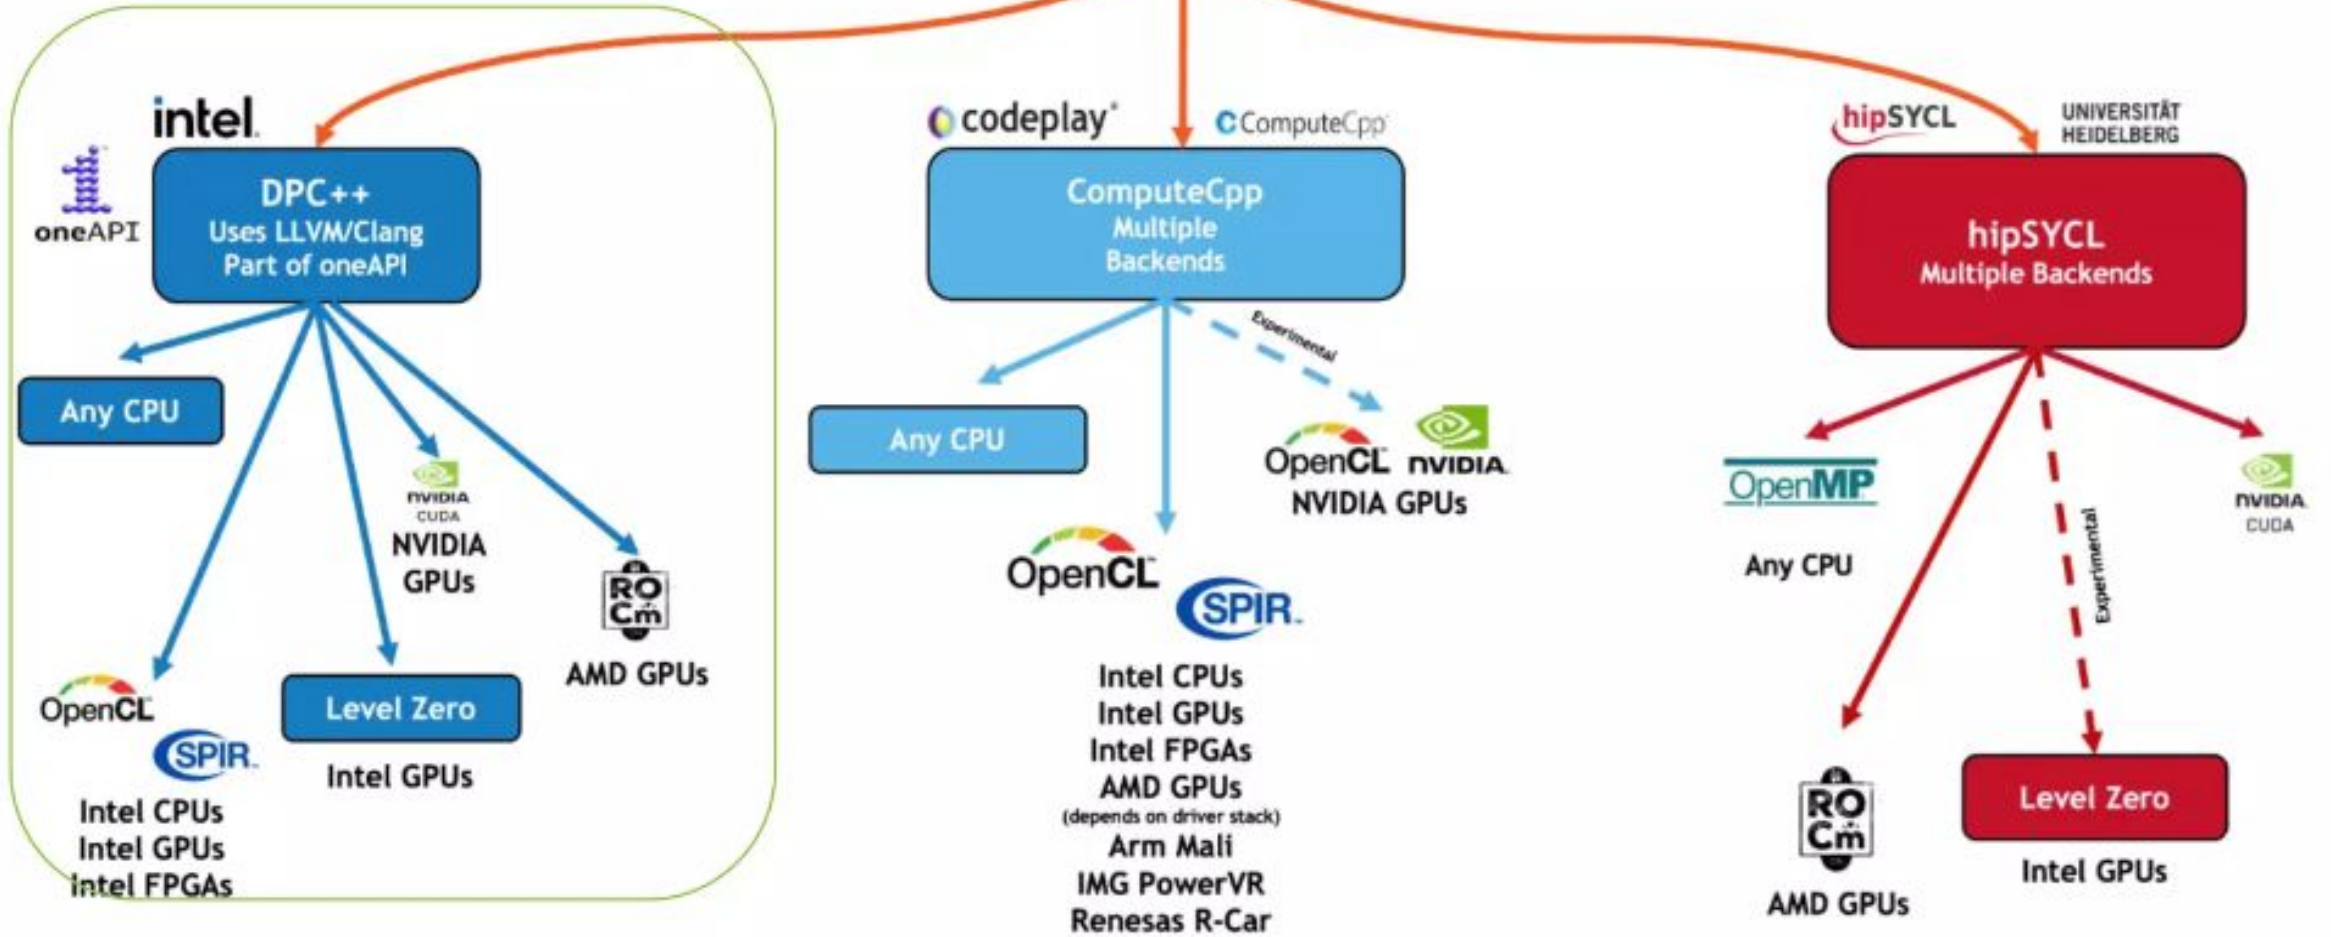 intel.
oneAPI
DPC++
Uses LLVM/Clang
Part of oneAPI
Any CPU
nVIDIA
CUDA
NVIDIA
GPUs
ROCm
AMD GPUs
OpenCL
SPIR
Intel CPUs
Intel GPUs
Intel FPGAs
Level Zero
Intel GPUs
codeplay
ComputeCpp
ComputeCpp
Multiple
Backends
Experimental
Any CPU
OpenCL
nVIDIA
NVIDIA GPUs
OpenCL
SPIR
Intel CPUs
Intel GPUs
Intel FPGAs
AMD GPUs
(depends on driver stack)
Arm Mali
IMG PowerVR
Renesas R-Car
hipSYCL
UNIVERSITÄT
HEIDELBERG
hipSYCL
Multiple Backends
OpenMP
Any CPU
Experimental
nVIDIA
CUDA
ROCm
AMD GPUs
Level Zero
Intel GPUs